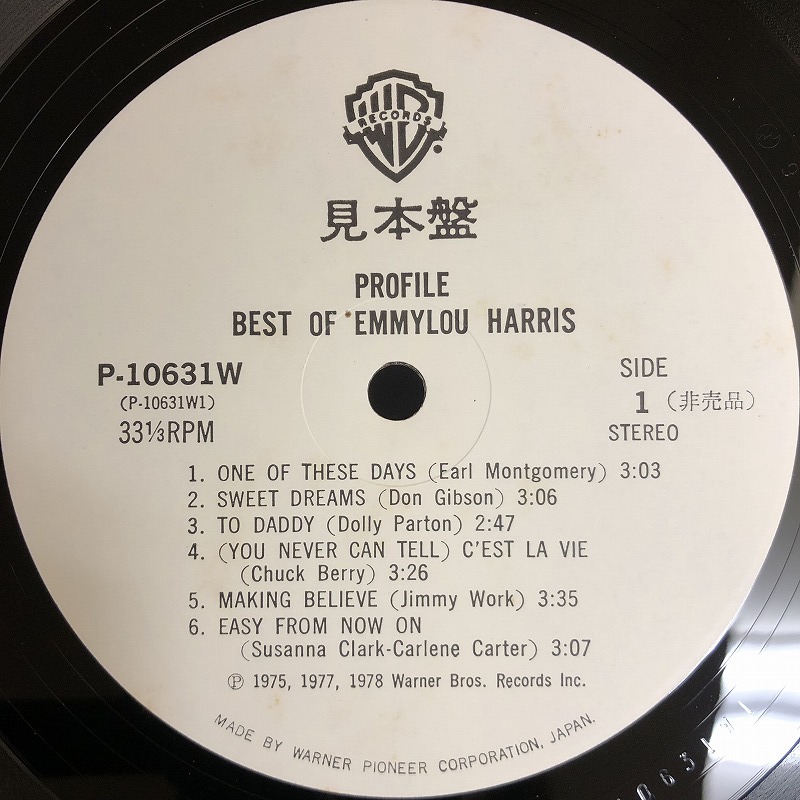 WB
RECORDS
見本盤
PROFILE
BEST OF EMMYLOU HARRIS
P-10631W
(P-10631W1)
33⅓RPM
SIDE
1 (非売品)
STEREO
1. ONE OF THESE DAYS (Earl Montgomery) 3:03
2. SWEET DREAMS (Don Gibson) 3:06
3. TO DADDY (Dolly Parton) 2:47
4. (YOU NEVER CAN TELL) C'EST LA VIE
(Chuck Berry) 3:26
5. MAKING BELIEVE (Jimmy Work) 3:35
6. EASY FROM NOW ON
(Susanna Clark-Carlene Carter) 3:07
Ⓟ 1975, 1977, 1978 Warner Bros. Records Inc.
MADE BY WARNER PIONEER CORPORATION, JAPAN.